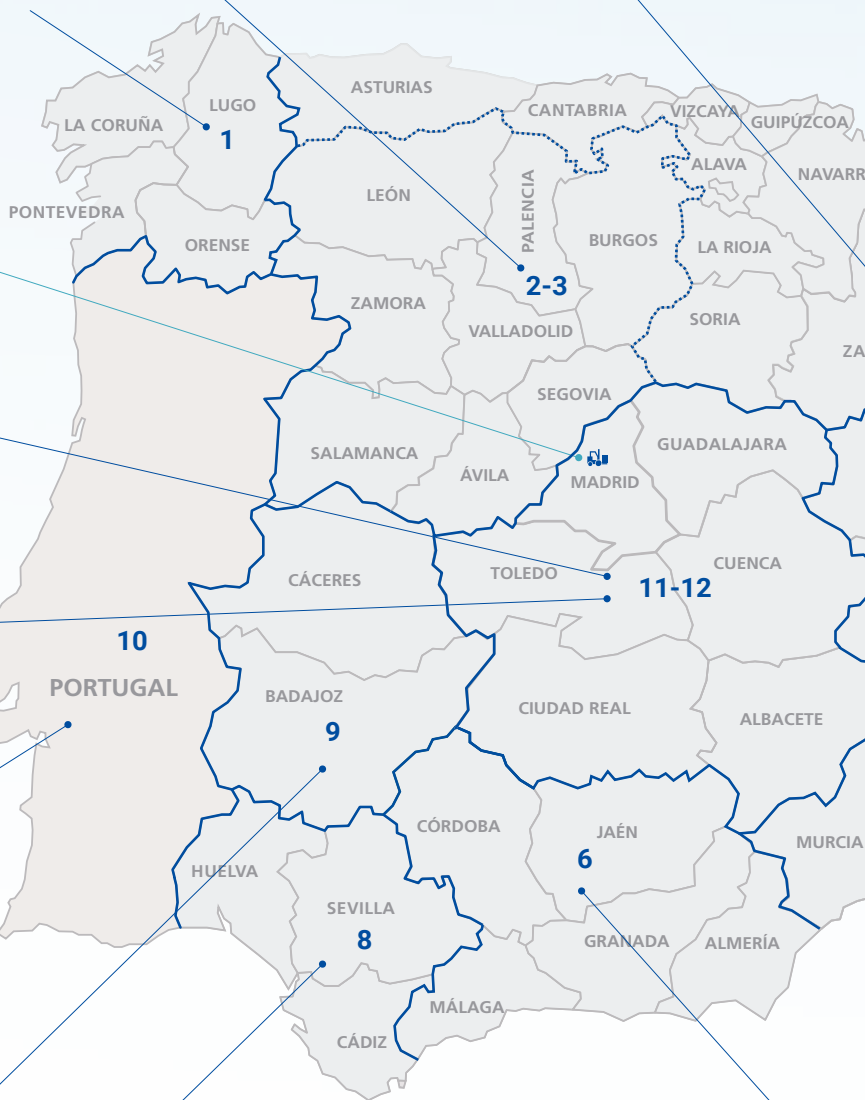 ASTURIAS
LUGO
CANTABRIA
VIZCAYA
GUIPÚZCOA
LA CORUÑA
1
ALAVA
NAVARR
LEÓN
PALENCIA
PONTEVEDRA
ORENSE
BURGOS
LA RIOJA
2-3
ZAMORA
VALLADOLID
SORIA
ZA
SEGOVIA
SALAMANCA
GUADALAJARA
ÁVILA
MADRID
CÁCERES
TOLEDO
CUENCA
11-12
10
PORTUGAL
BADAJOZ
CIUDAD REAL
ALBACETE
9
CÓRDOBA
JAÉN
MURCIA
6
HUELVA
SEVILLA
8
GRANADA
ALMERÍA
MÁLAGA
CÁDIZ